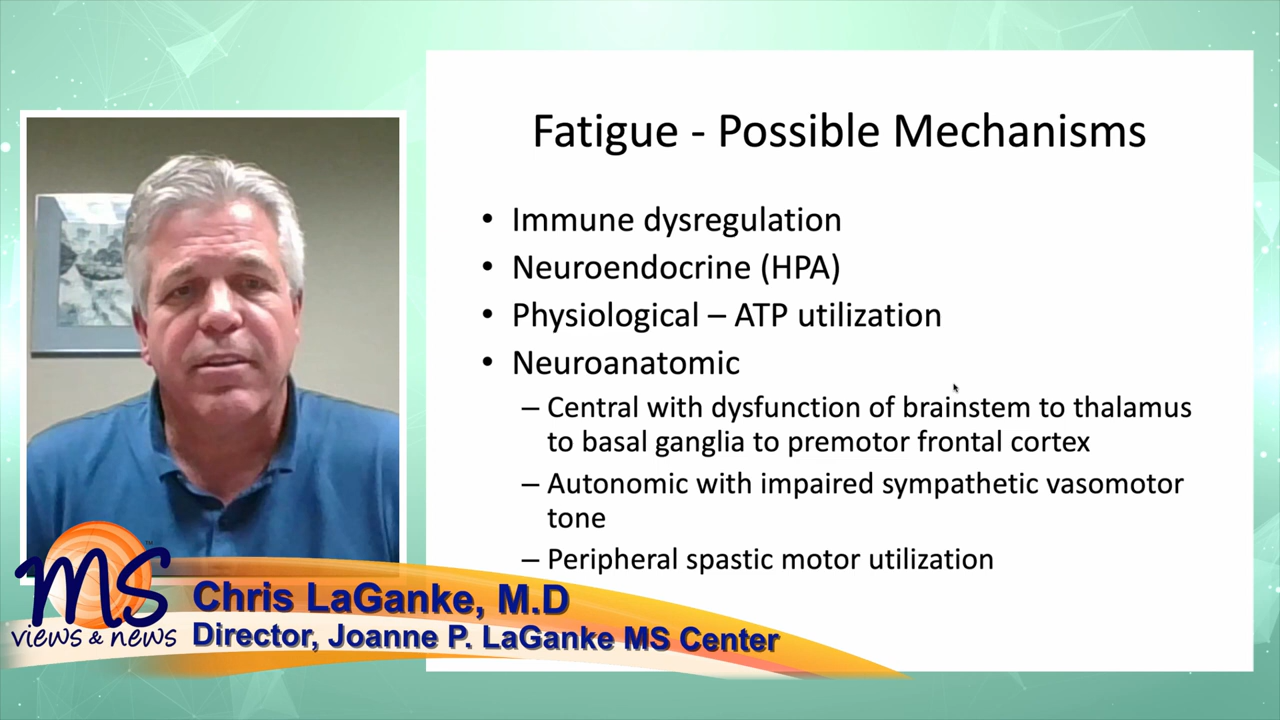 Fatigue - Possible Mechanisms
• Immune dysregulation
• Neuroendocrine (HPA)
• Physiological – ATP utilization
• Neuroanatomic
– Central with dysfunction of brainstem to thalamus
to basal ganglia to premotor frontal cortex
– Autonomic with impaired sympathetic vasomotor
tone
– Peripheral spastic motor utilization
MS™
views & news
Chris LaGanke, M.D
Director, Joanne P. LaGanke MS Center